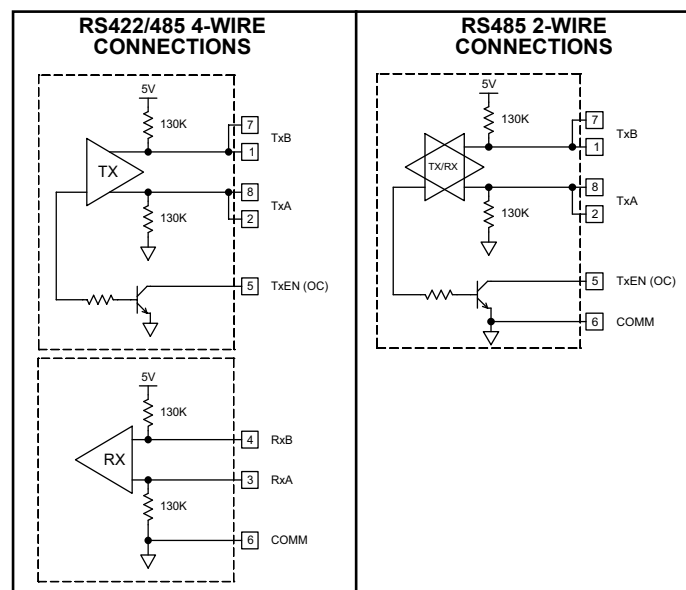 RS422/485 4-WIRE
CONNECTIONS
5V
130K
7
TxB
1
TX
8
TxA
130K
2
5
TxEN (OC)
5V
130K
4
RxB
RX
3
RxA
130K
6
COMM
RS485 2-WIRE
CONNECTIONS
5V
130K
7
TxB
1
TX/RX
8
TxA
130K
2
5
TxEN (OC)
6
COMM